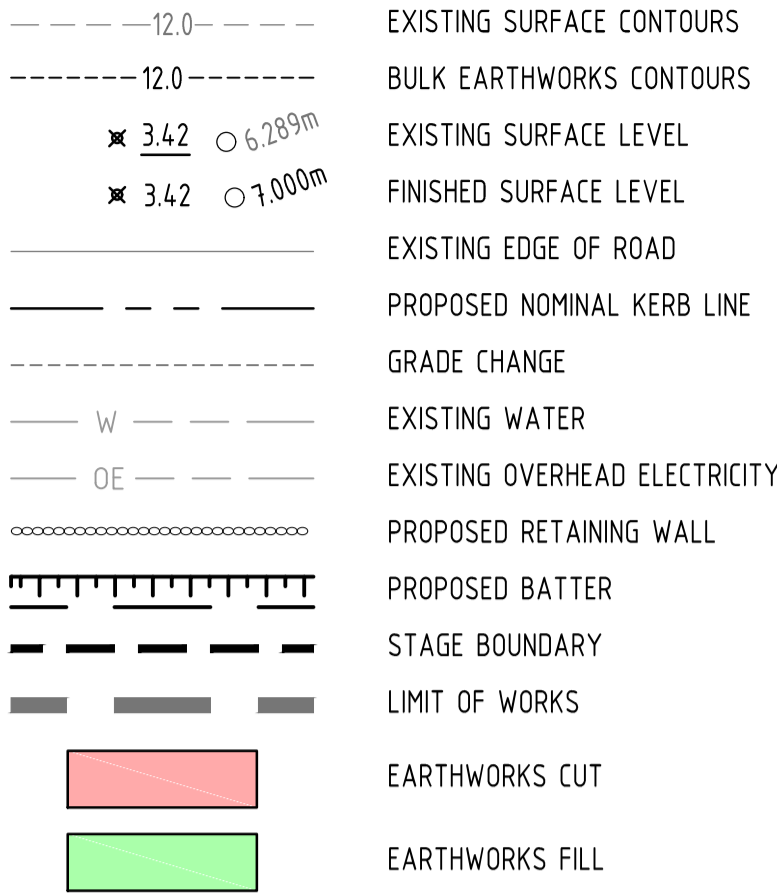 12.0 EXISTING SURFACE CONTOURS
12.0 BULK EARTHWORKS CONTOURS
3.42 6.289m EXISTING SURFACE LEVEL
3.42 7.000m FINISHED SURFACE LEVEL
EXISTING EDGE OF ROAD
PROPOSED NOMINAL KERB LINE
GRADE CHANGE
W EXISTING WATER
OE EXISTING OVERHEAD ELECTRICITY
PROPOSED RETAINING WALL
PROPOSED BATTER
STAGE BOUNDARY
LIMIT OF WORKS
EARTHWORKS CUT
EARTHWORKS FILL